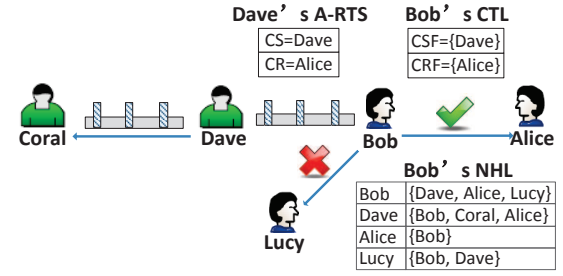 Dave’s A-RTS
Bob’s CTL
CS=Dave
CR=Alice
CSF={Dave}
CRF={Alice}
Coral
Dave
Bob
Alice
Lucy
Bob’s NHL
Bob {Dave, Alice, Lucy}
Dave {Bob, Coral, Alice}
Alice {Bob}
Lucy {Bob, Dave}